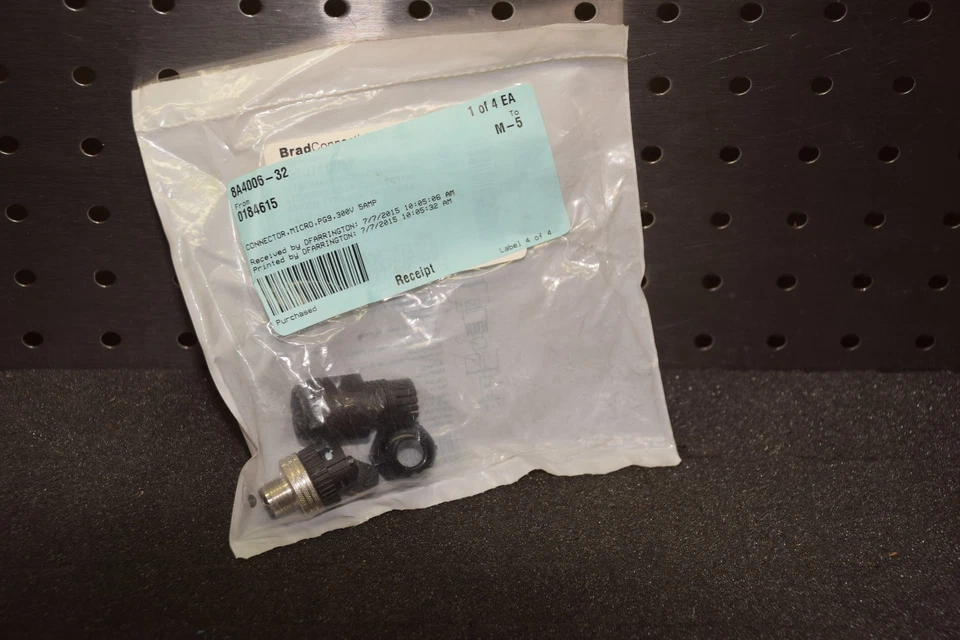 BradConnecti
1 of 4 EA
To
M-5
8A4006-32
From
0184615
CONNECTOR,MICRO,PG9,300V 5AMP
Received by DFARRINGTON: 7/7/2015 10:05:06 AM
Printed by DFARRINGTON: 7/7/2015 10:05:32 AM
Receipt
Label 4 of 4
Purchased